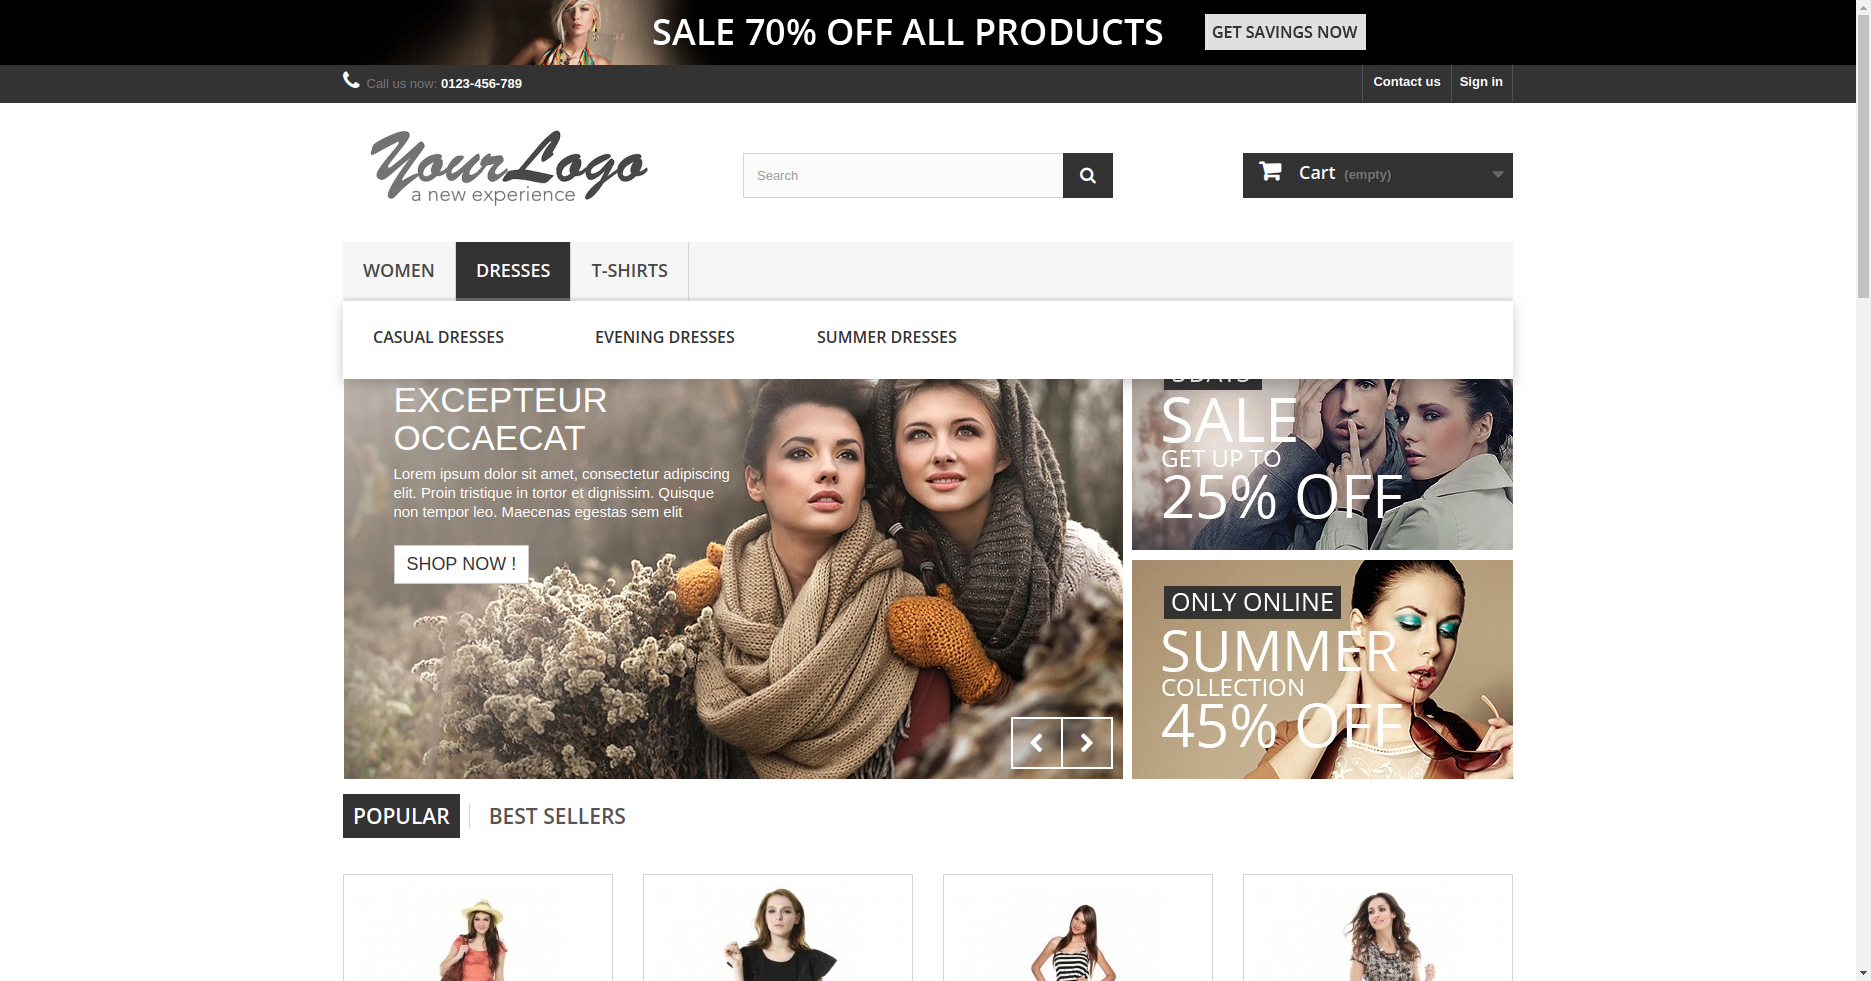 SALE 70% OFF ALL PRODUCTS GET SAVINGS NOW
Call us now: 0123-456-789 Contact us Sign in
YourLogo
a new experience
Search
Cart (empty)
WOMEN DRESSES T-SHIRTS
CASUAL DRESSES EVENING DRESSES SUMMER DRESSES
EXCEPTEUR
OCCAECAT
Lorem ipsum dolor sit amet, consectetur adipiscing
elit. Proin tristique in tortor et dignissim. Quisque
non tempor leo. Maecenas egestas sem elit
SHOP NOW !
SALE
GET UP TO
25% OFF
ONLY ONLINE
SUMMER
COLLECTION
45% OFF
POPULAR BEST SELLERS